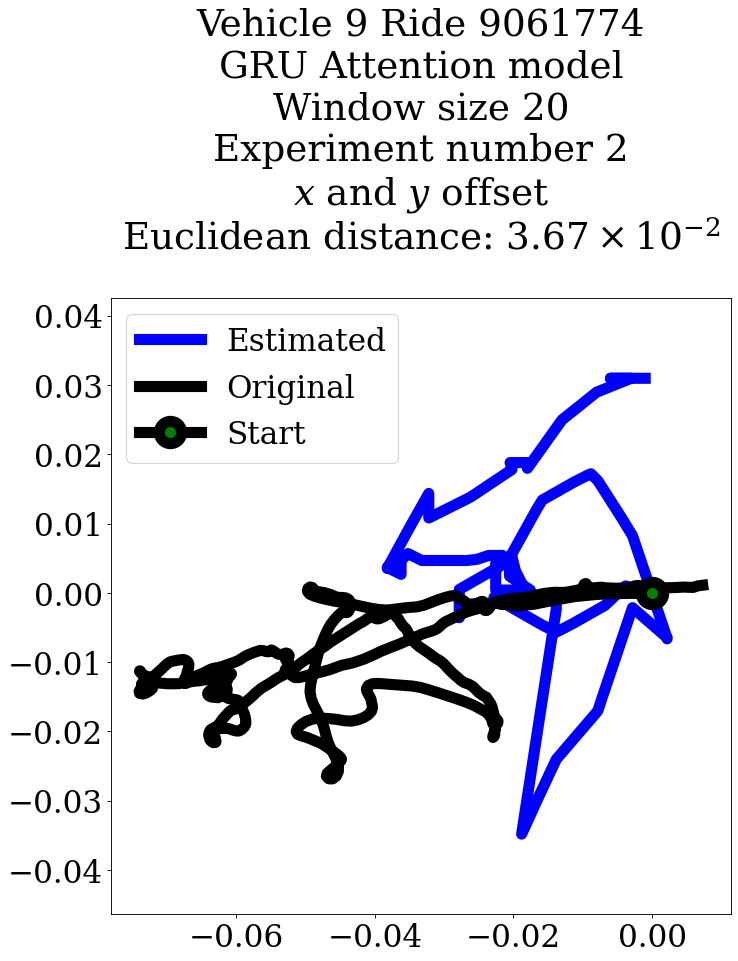 Vehicle 9 Ride 9061774
GRU Attention model
Window size 20
Experiment number 2
x and y offset
Euclidean distance: 3.67 × 10⁻²
Estimated
Original
Start
0.04
0.03
0.02
0.01
0.00
−0.01
−0.02
−0.03
−0.04
−0.06 −0.04 −0.02 0.00